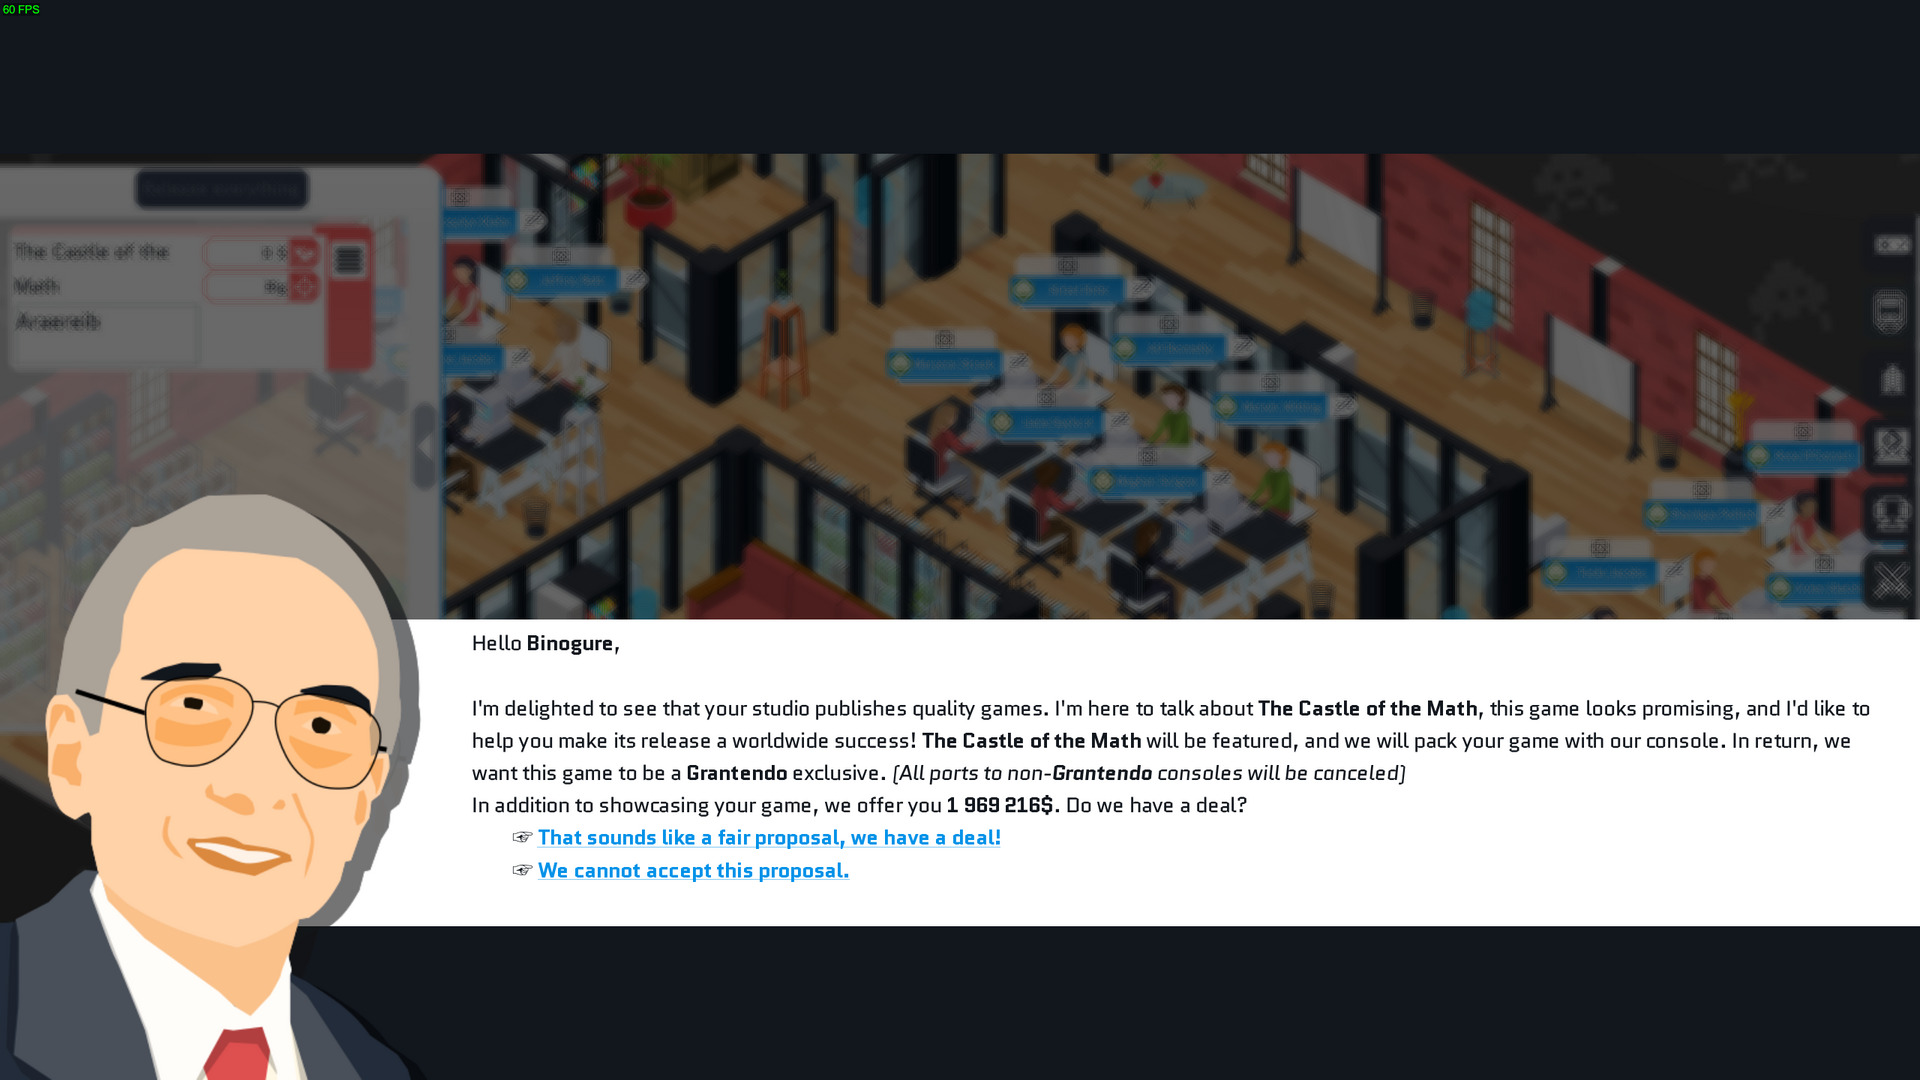 60 FPS
The Castle of the
Math
Hello Binogure,
I'm delighted to see that your studio publishes quality games. I'm here to talk about The Castle of the Math, this game looks promising, and I'd like to
help you make its release a worldwide success! The Castle of the Math will be featured, and we will pack your game with our console. In return, we
want this game to be a Grantendo exclusive. (All ports to non-Grantendo consoles will be canceled)
In addition to showcasing your game, we offer you 1 969 216$. Do we have a deal?
☞ That sounds like a fair proposal, we have a deal!
☞ We cannot accept this proposal.